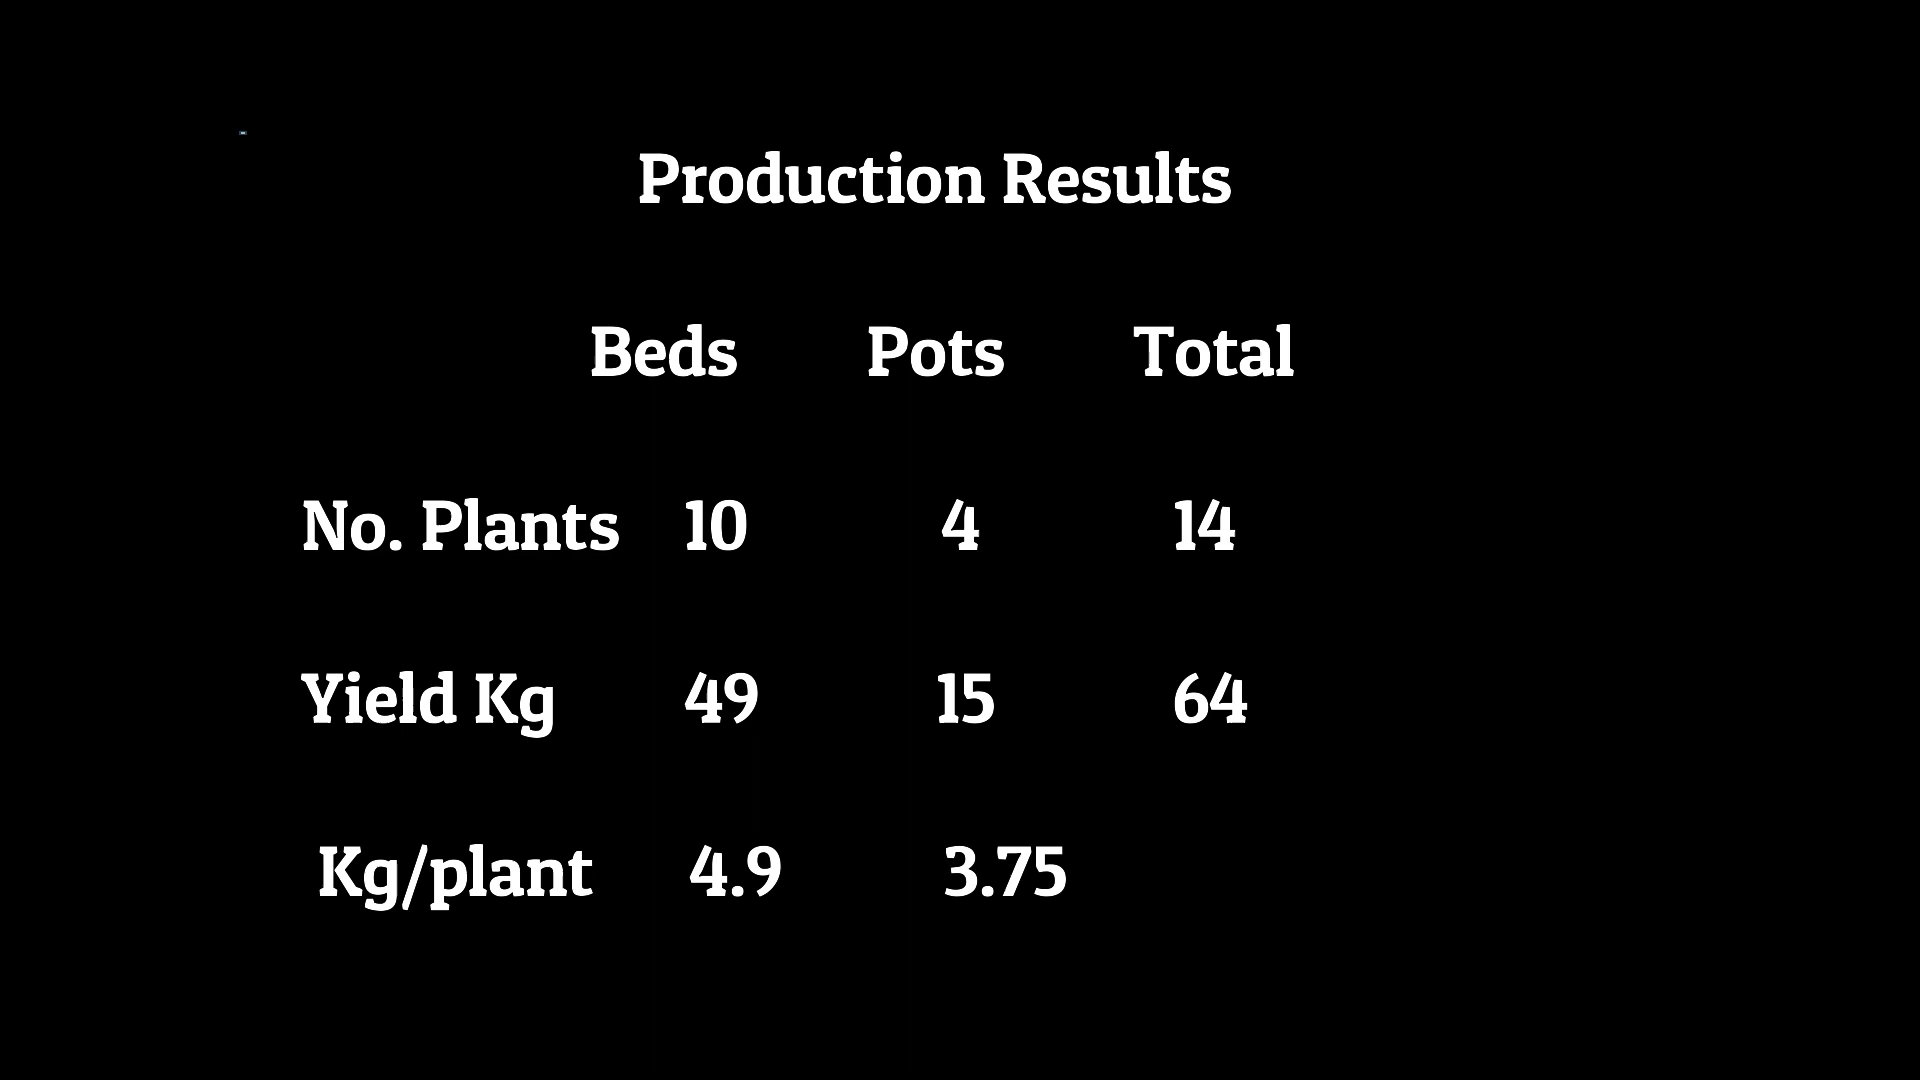 Production Results
Beds Pots Total
No. Plants 10 4 14
Yield Kg 49 15 64
Kg/plant 4.9 3.75